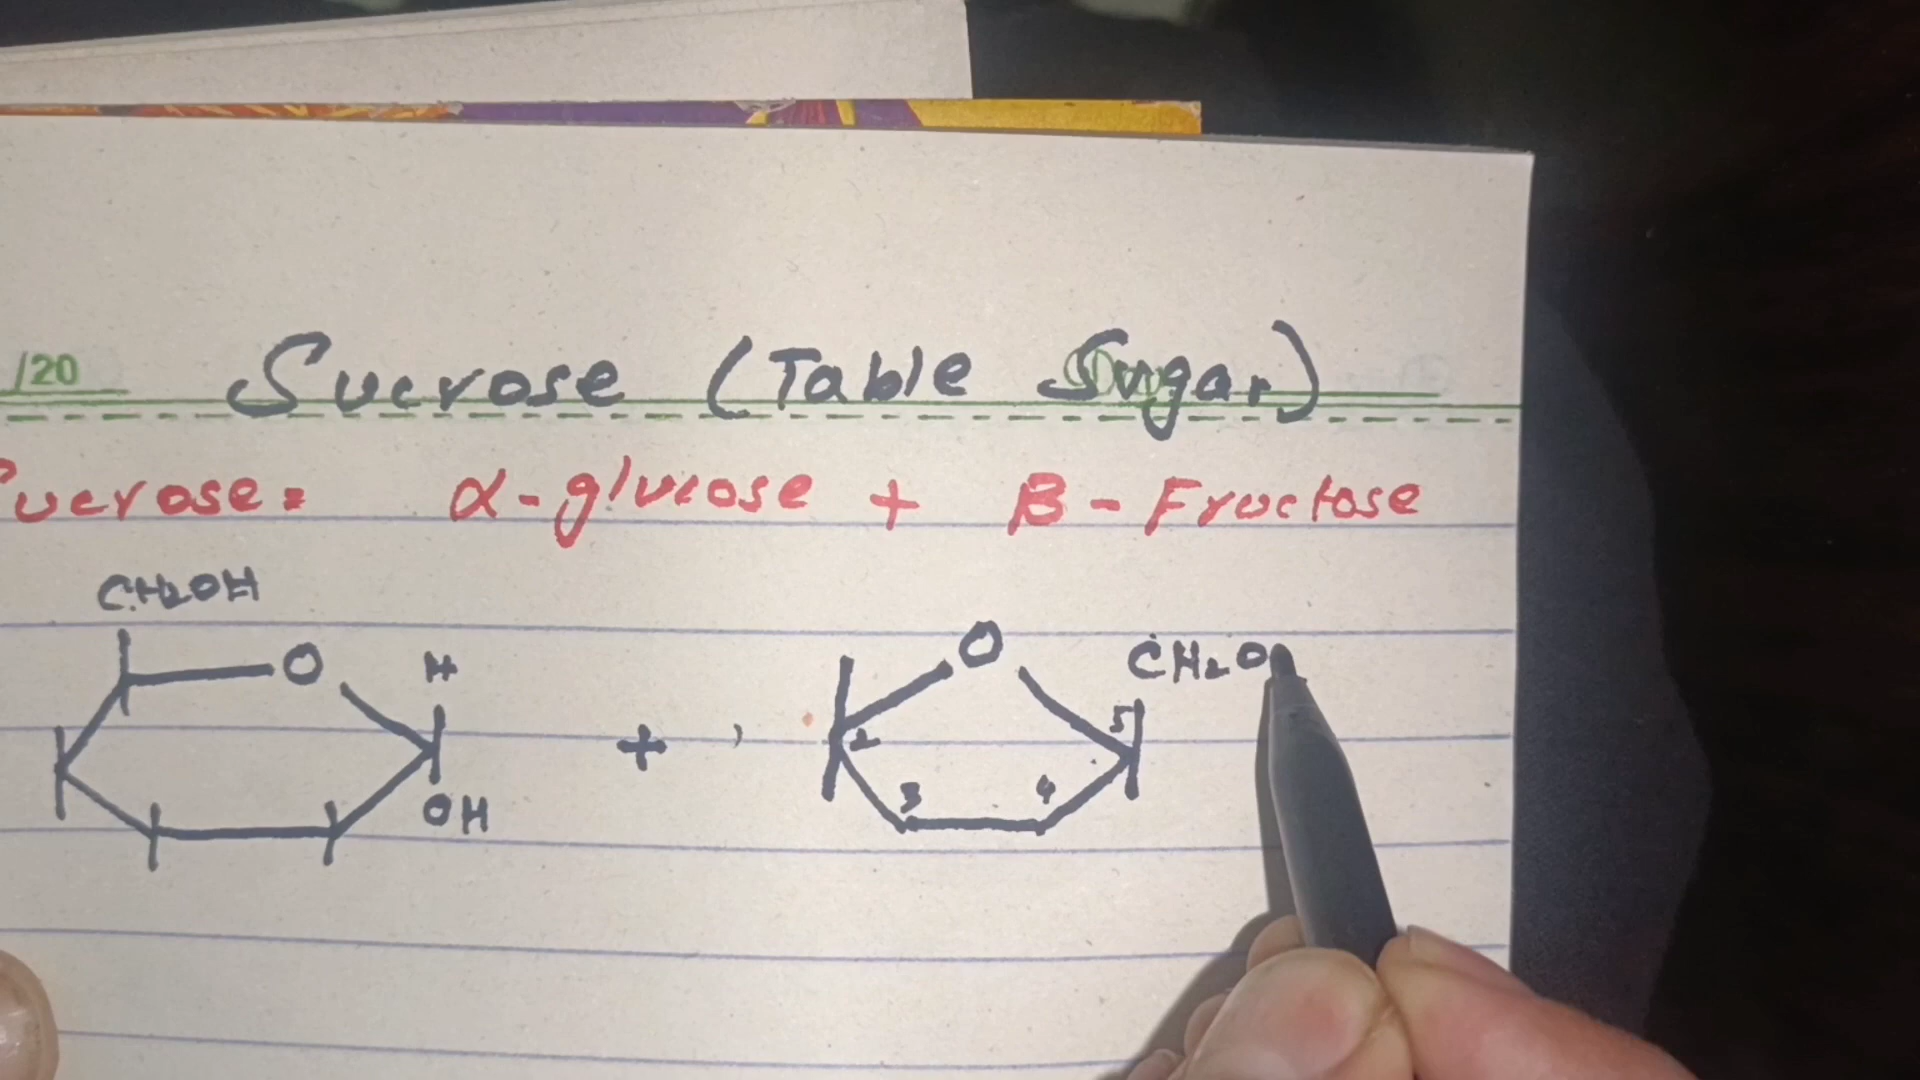 /20
Sucrose (Table Sugar)
Sucrose = α-glucose + β-Fructose
CH2OH
O H
OH
+
O CH2O
2 3 4 5